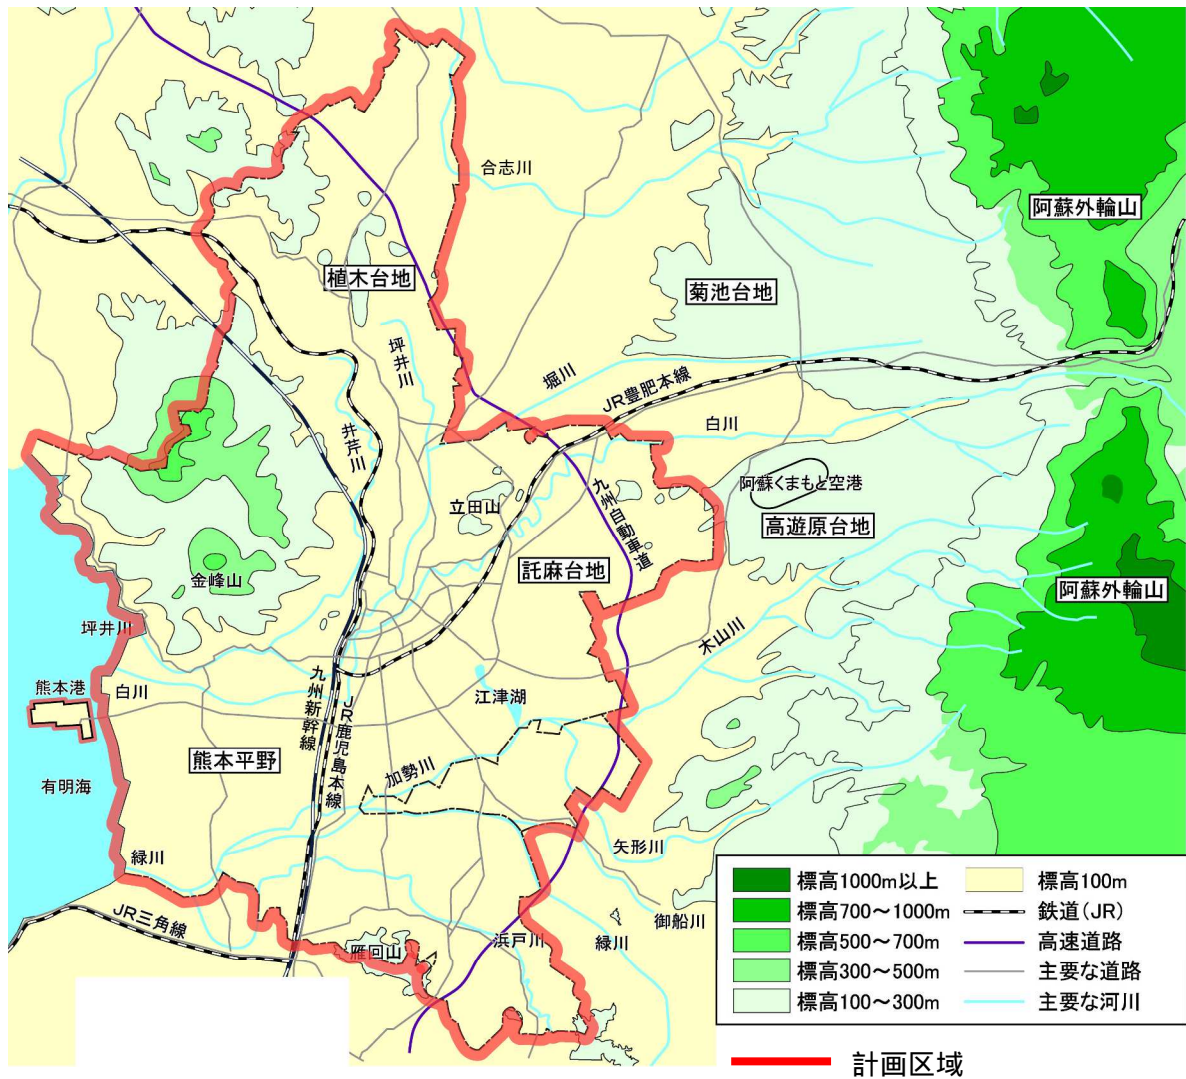 合志川
阿蘇外輪山
植木台地
菊池台地
坪井川
堀川
JR豊肥本線
白川
井芹川
立田山
九州自動車道
阿蘇くまもと空港
高遊原台地
託麻台地
金峰山
阿蘇外輪山
坪井川
木山川
熊本港
白川
九州新幹線
JR鹿児島本線
江津湖
熊本平野
有明海
加勢川
緑川
矢形川
JR三角線
雁回山
浜戸川
緑川
御船川
標高1000m以上
標高700～1000m
標高500～700m
標高300～500m
標高100～300m
標高100m
鉄道(JR)
高速道路
主要な道路
主要な河川
計画区域